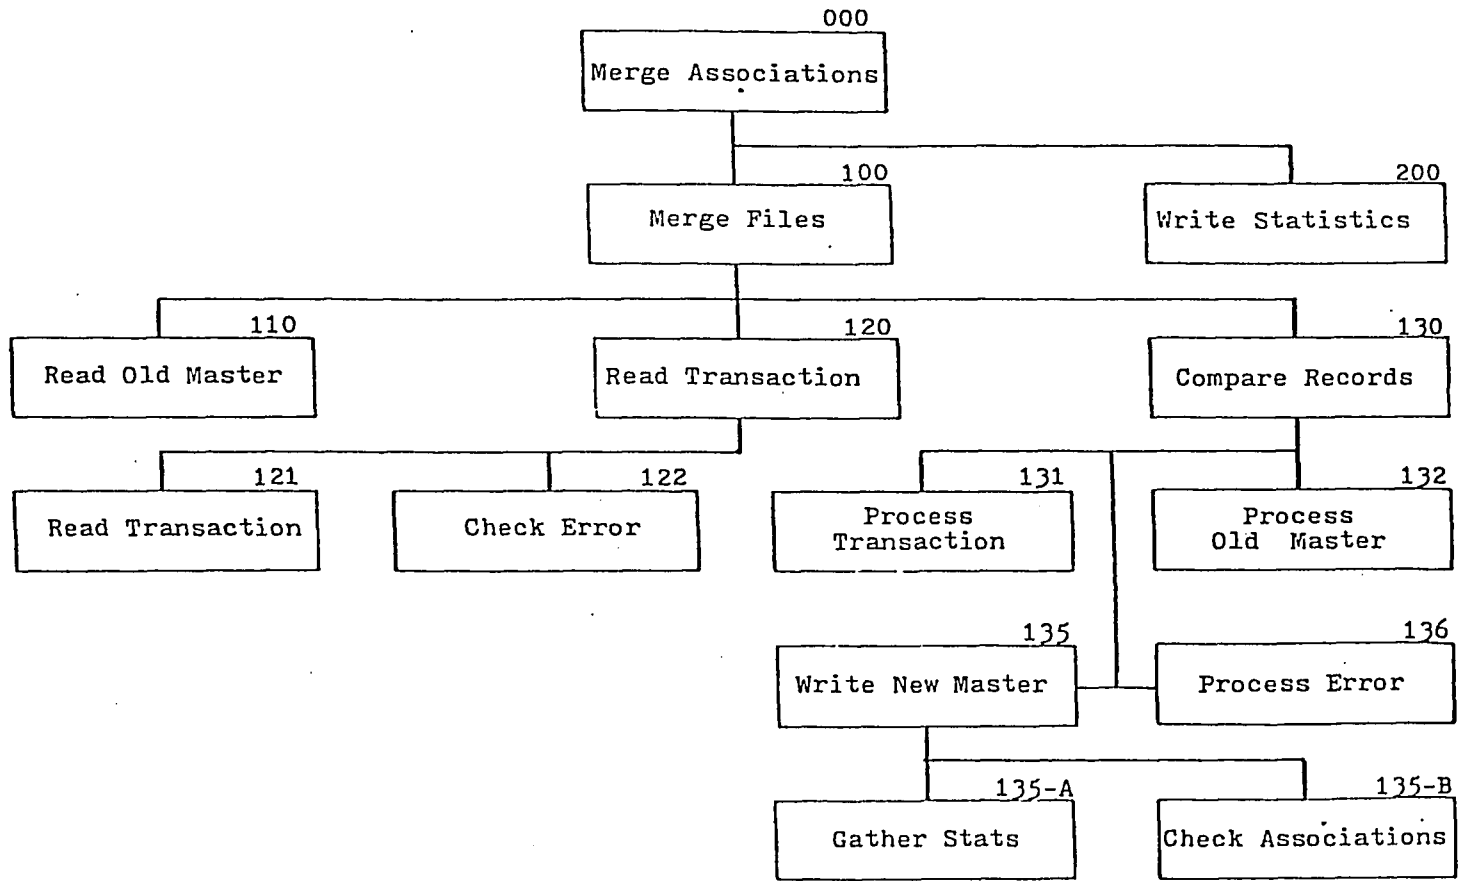 000
Merge Associations
100
Merge Files
200
Write Statistics
110
Read Old Master
120
Read Transaction
130
Compare Records
121
Read Transaction
122
Check Error
131
Process
Transaction
132
Process
Old Master
135
Write New Master
136
Process Error
135-A
Gather Stats
135-B
Check Associations